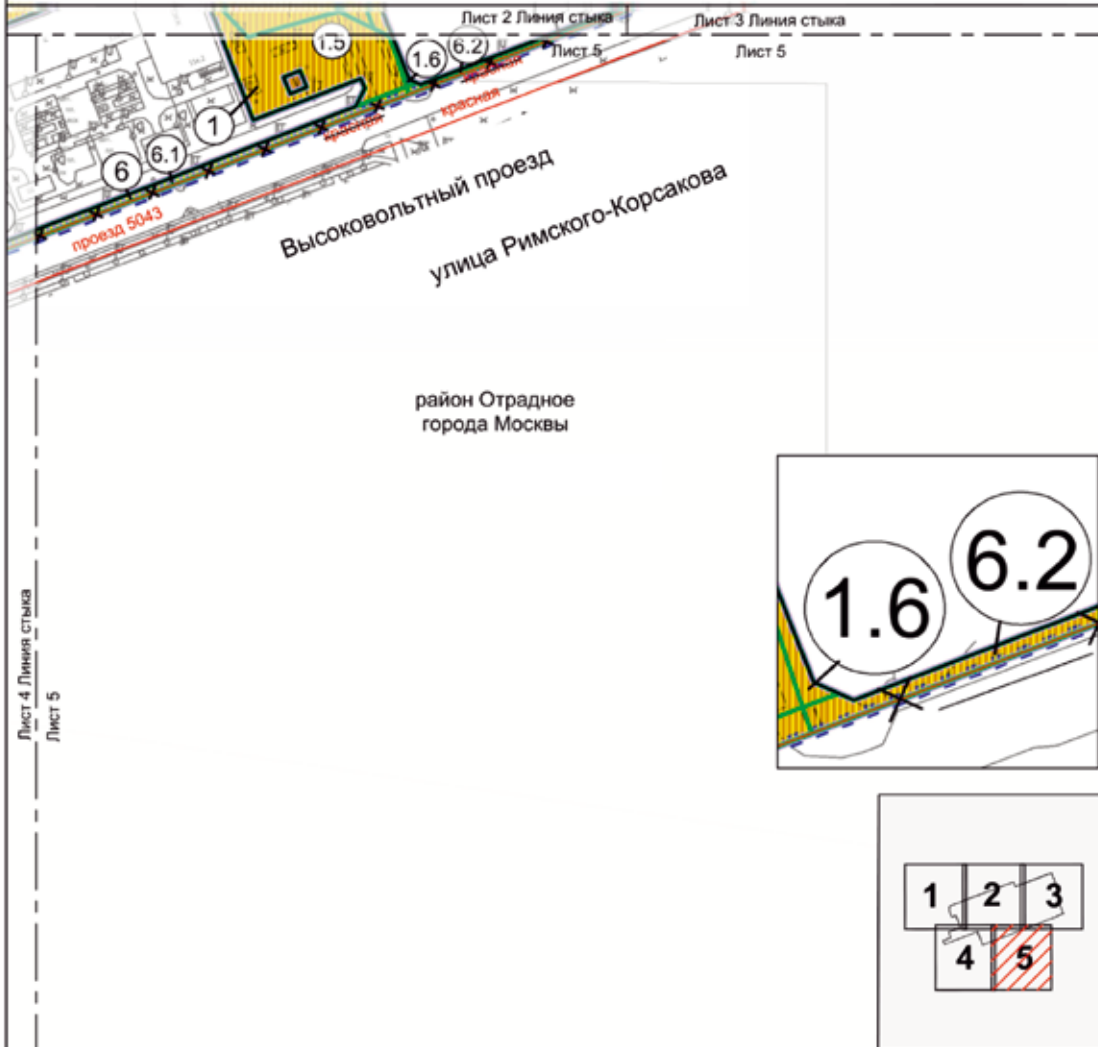 Лист 2 Линия стыка
Лист 3 Линия стыка
Лист 5
Лист 5
1.5
1.6
6.2
красная
красная
красная
1
6
6.1
проезд 5043
Высоковольтный проезд
улица Римского-Корсакова
район Отрадное
города Москвы
Лист 4 Линия стыка
Лист 5
1.6
6.2
1
2
3
4
5